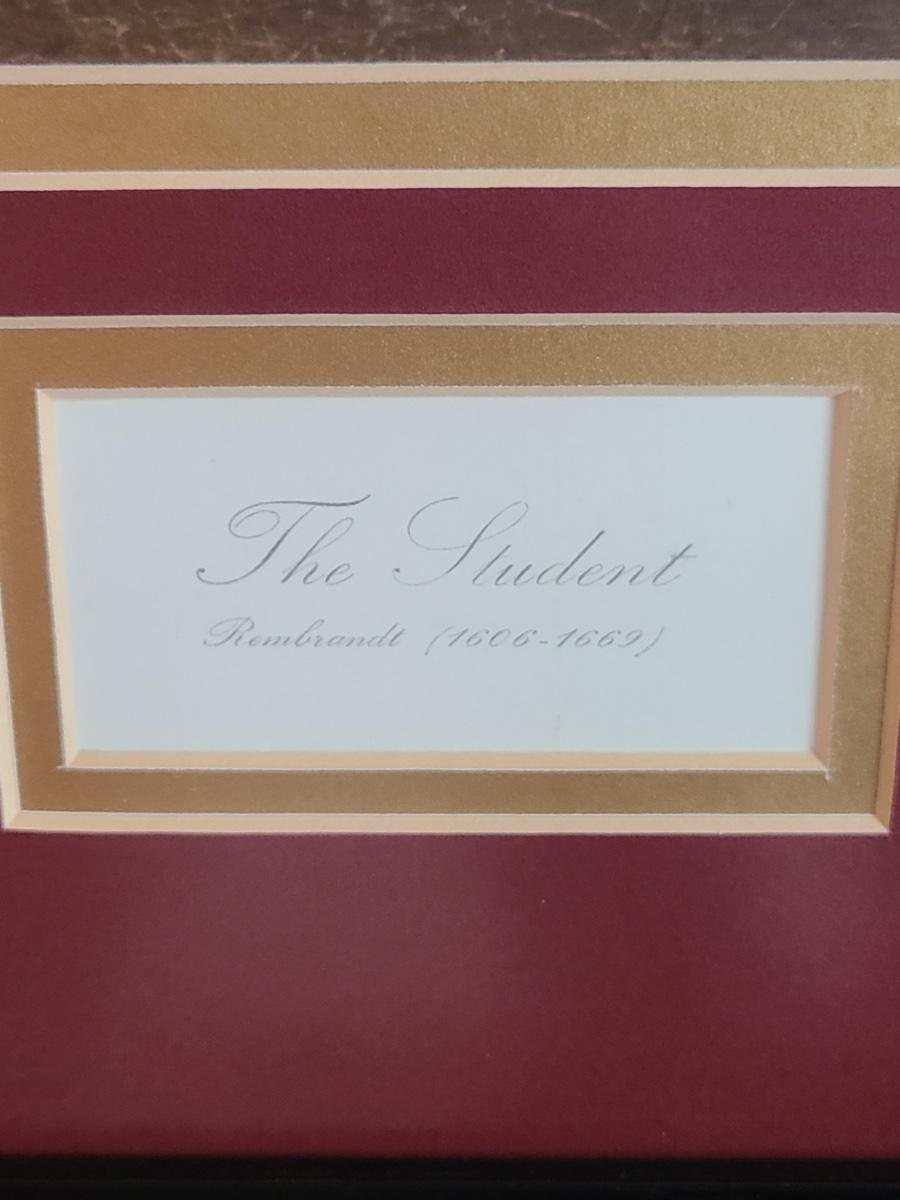 The Student
Rembrandt (1606-1669)